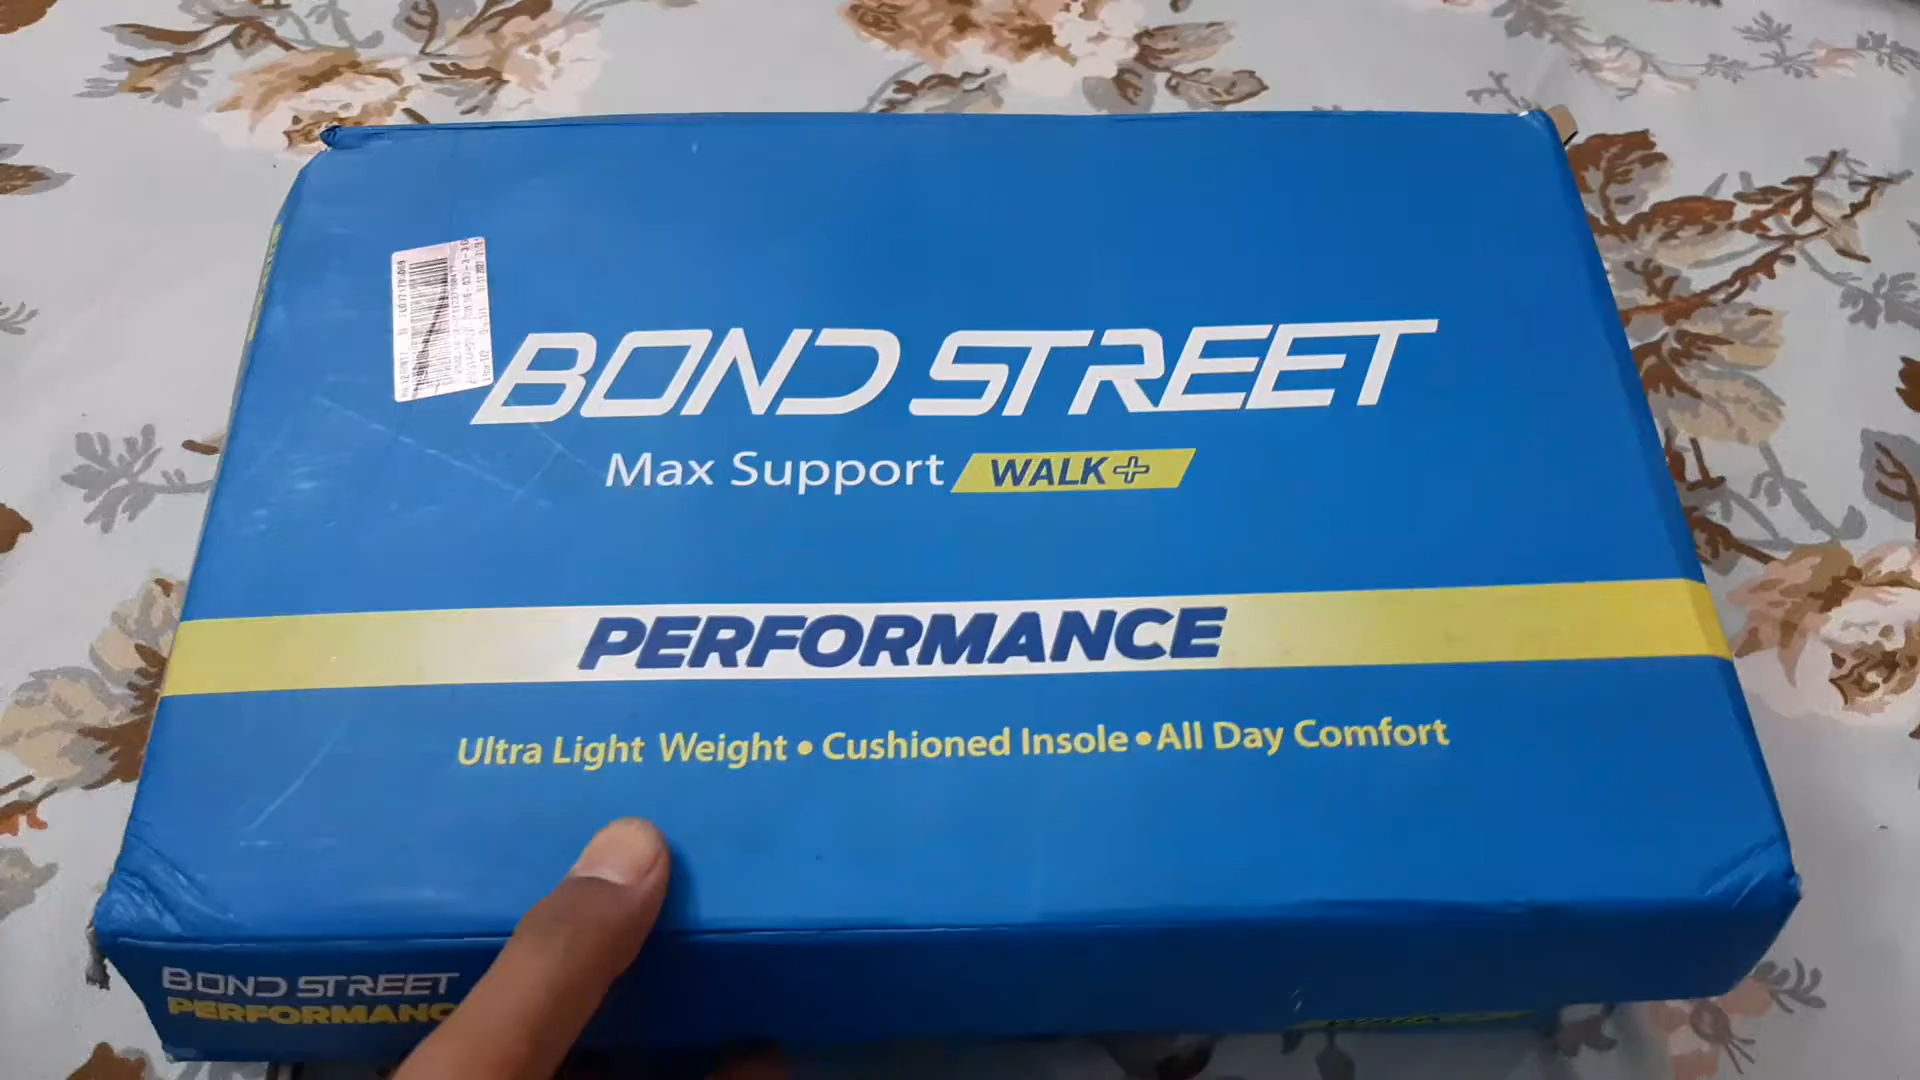 BOND STREET
Max Support WALK+
PERFORMANCE
Ultra Light Weight • Cushioned Insole • All Day Comfort
BOND STREET